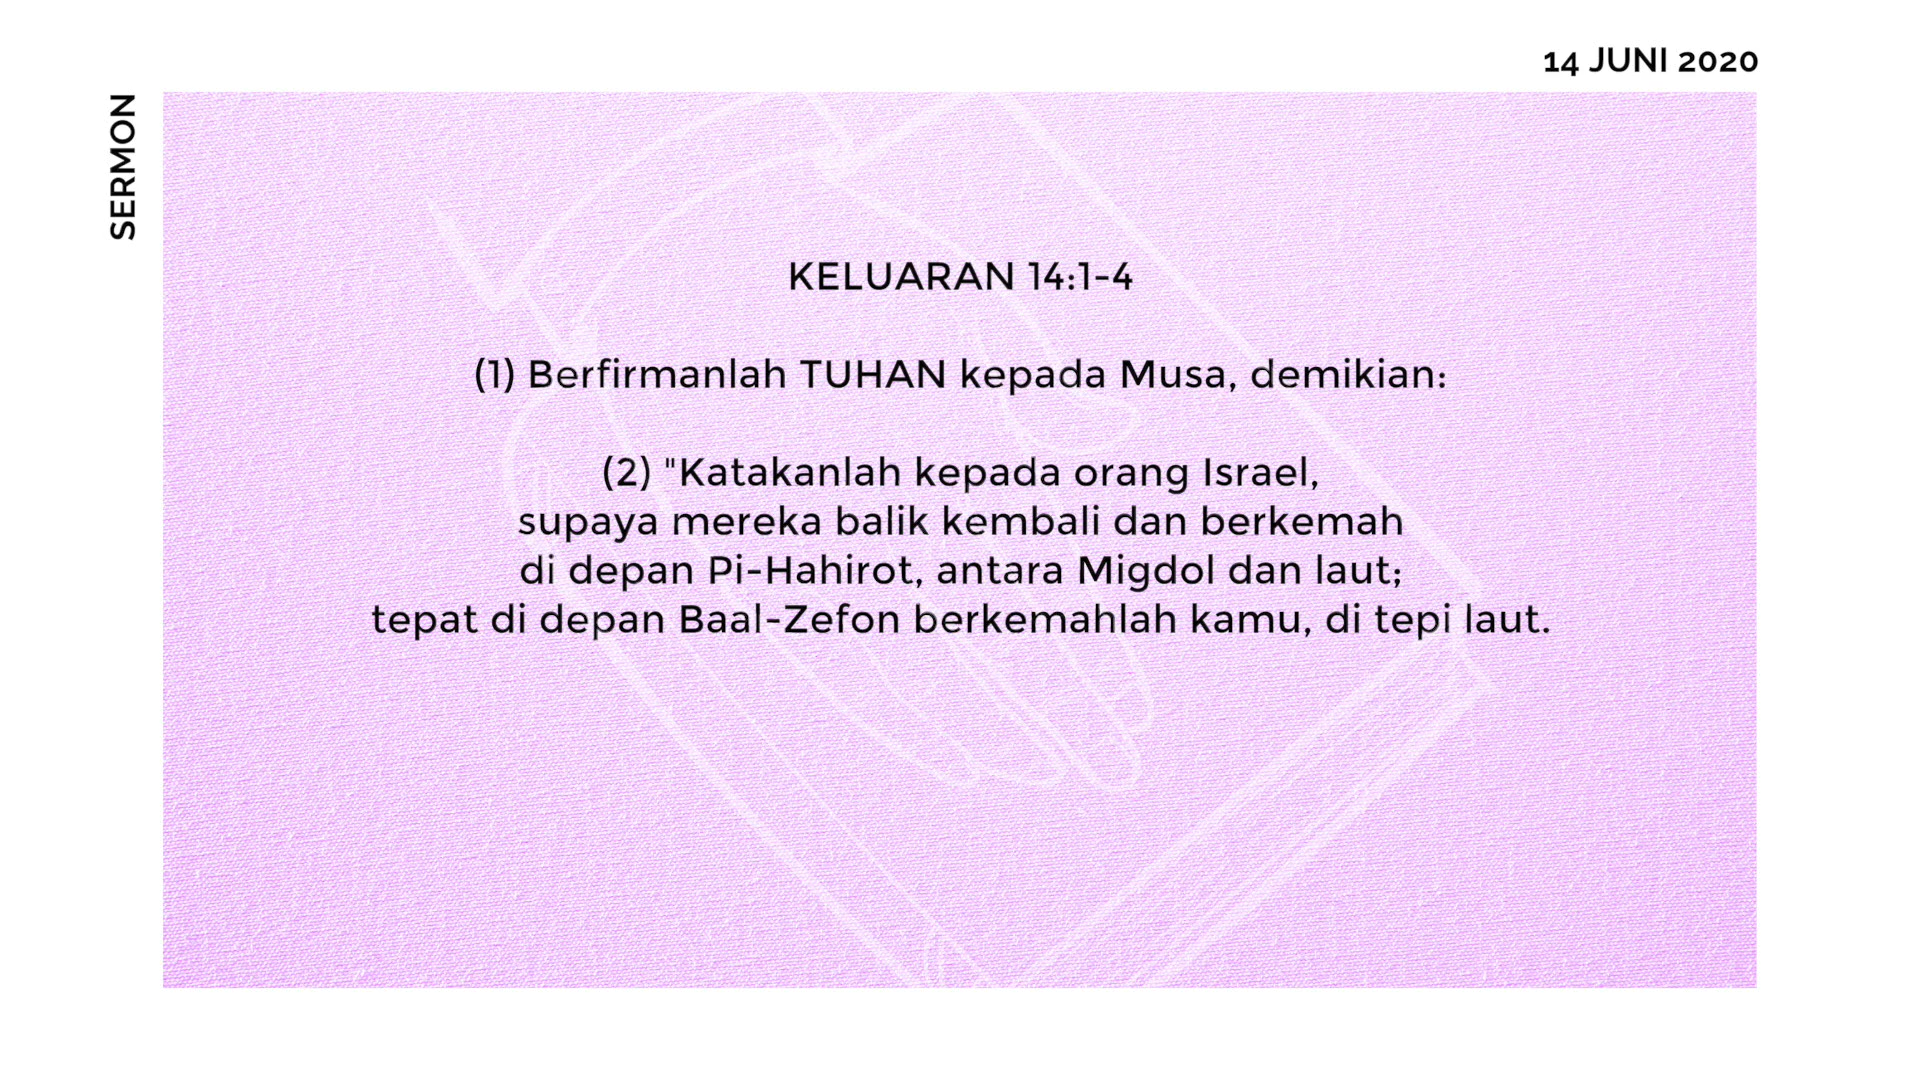 14 JUNI 2020
SERMON
KELUARAN 14:1-4
(1) Berfirmanlah TUHAN kepada Musa, demikian:
(2) "Katakanlah kepada orang Israel,
supaya mereka balik kembali dan berkemah
di depan Pi-Hahirot, antara Migdol dan laut;
tepat di depan Baal-Zefon berkemahlah kamu, di tepi laut.